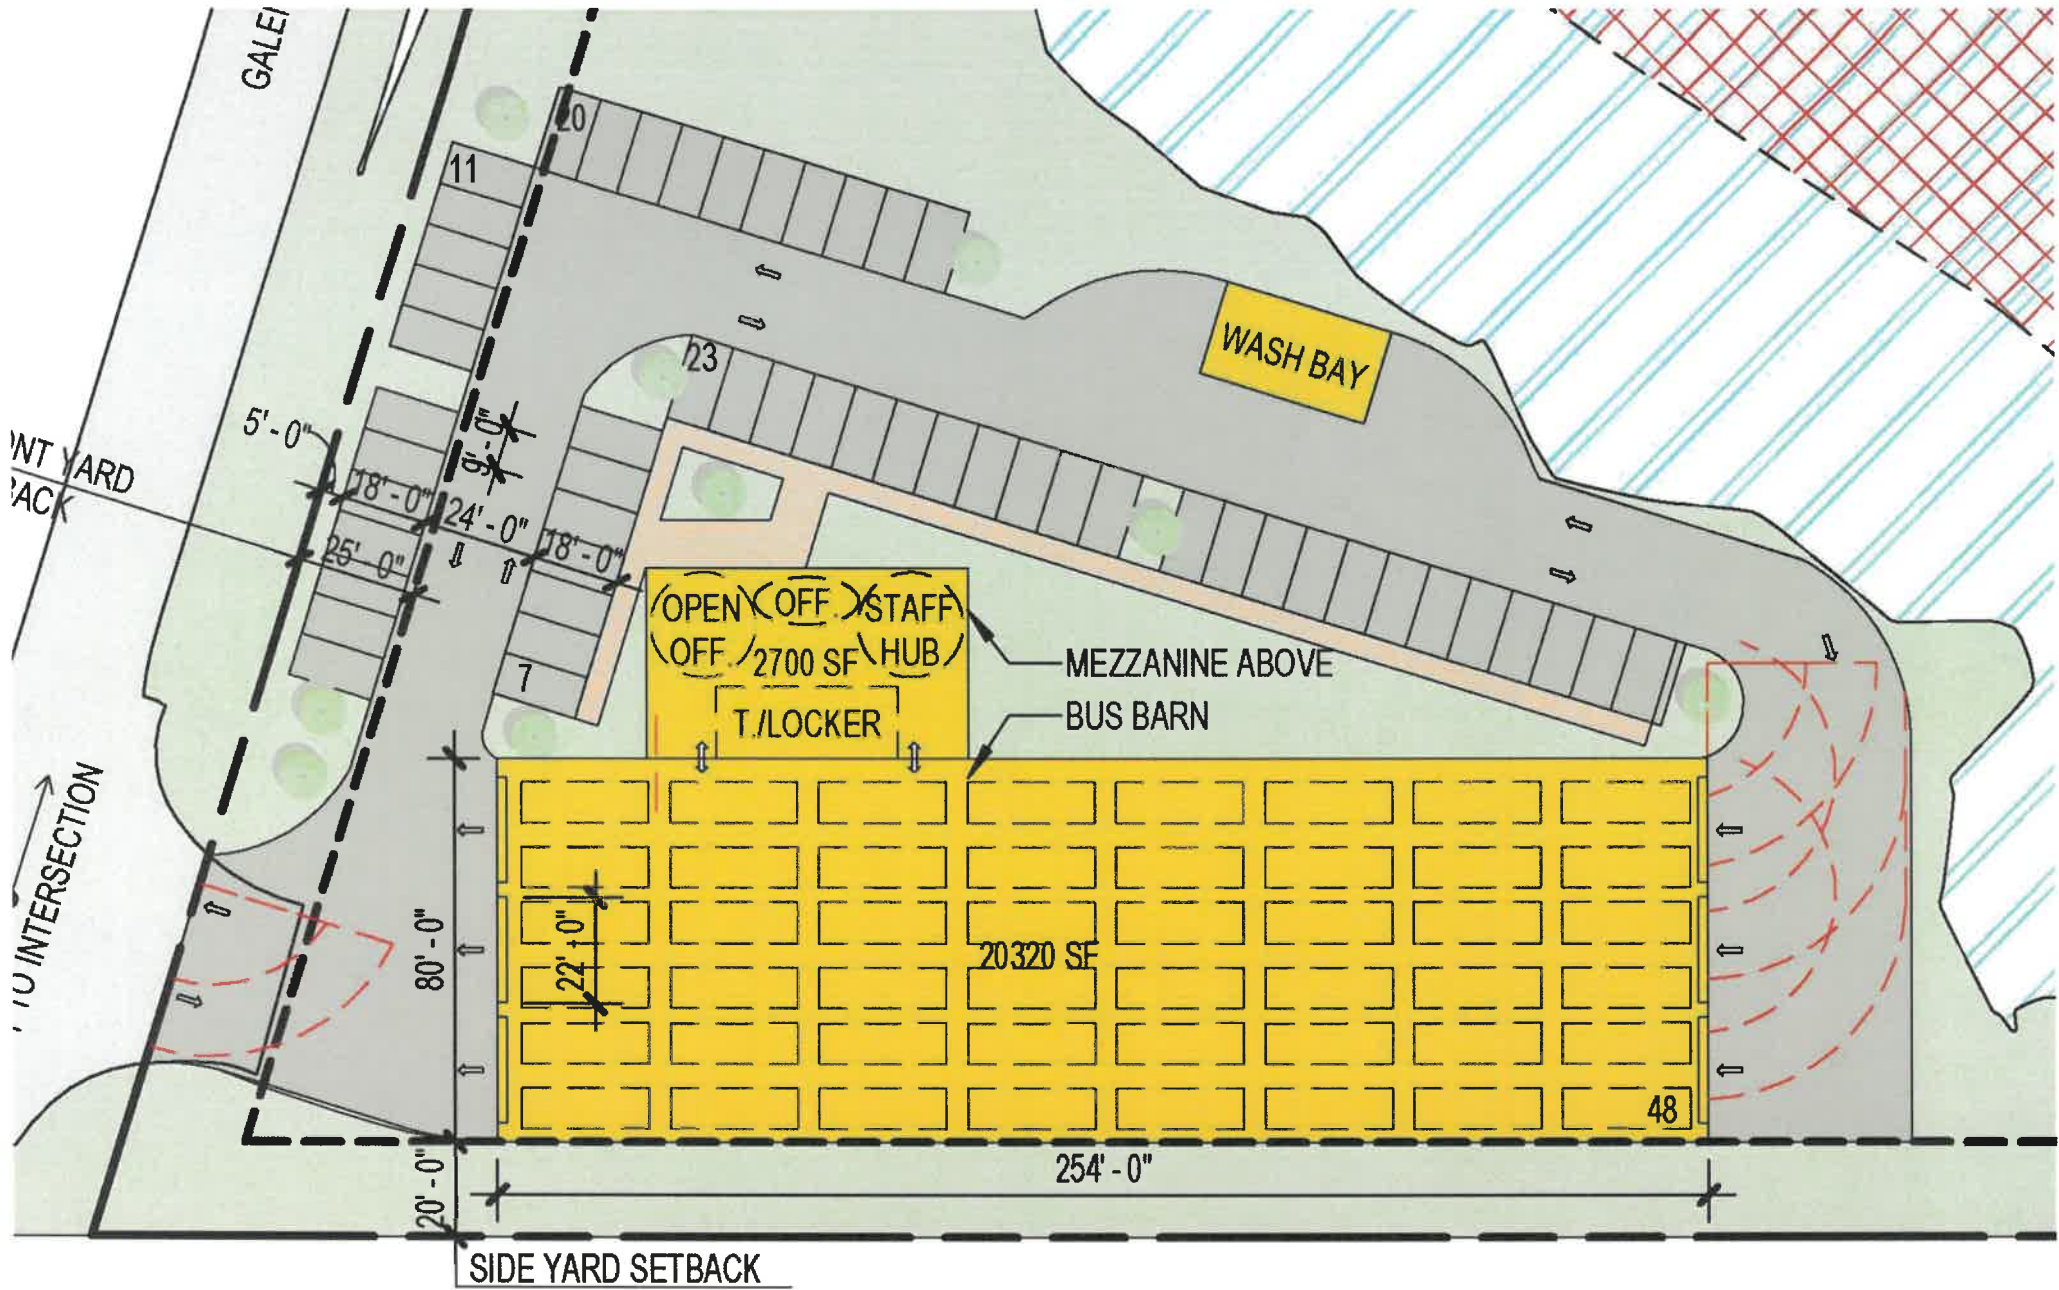 GALE
20
11
23
WASH BAY
5'-0"
9'-0"
YARD
18'-0"
24'-0"
18'-0"
25'-0"
OPEN
OFF.
OFF.
STAFF
HUB
2700 SF
7
MEZZANINE ABOVE
T./LOCKER
BUS BARN
TO INTERSECTION
80'-0"
22'-0"
20320 SF
48
254'-0"
20'-0"
SIDE YARD SETBACK